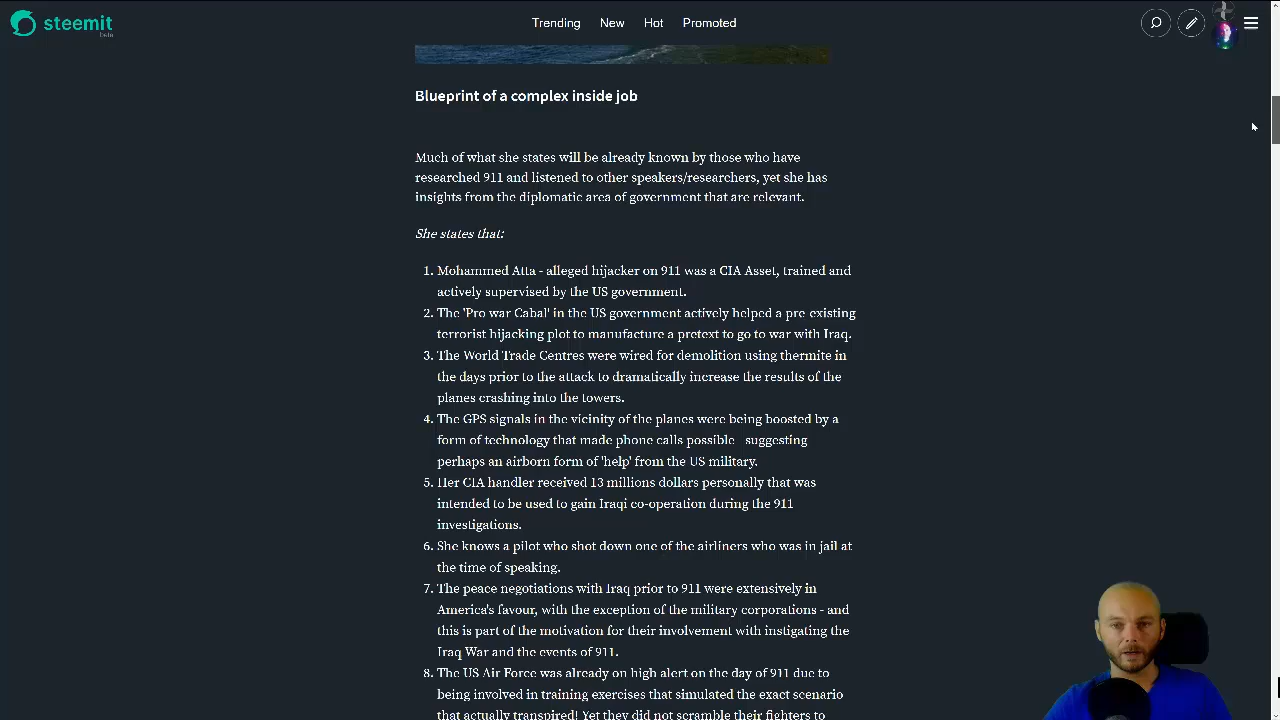 steemit
beta
Trending New Hot Promoted
Blueprint of a complex inside job
Much of what she states will be already known by those who have
researched 911 and listened to other speakers/researchers, yet she has
insights from the diplomatic area of government that are relevant.
She states that:
1. Mohammed Atta - alleged hijacker on 911 was a CIA Asset, trained and
actively supervised by the US government.
2. The 'Pro war Cabal' in the US government actively helped a pre-existing
terrorist hijacking plot to manufacture a pretext to go to war with Iraq.
3. The World Trade Centres were wired for demolition using thermite in
the days prior to the attack to dramatically increase the results of the
planes crashing into the towers.
4. The GPS signals in the vicinity of the planes were being boosted by a
form of technology that made phone calls possible - suggesting
perhaps an airborn form of 'help' from the US military.
5. Her CIA handler received 13 millions dollars personally that was
intended to be used to gain Iraqi co-operation during the 911
investigations.
6. She knows a pilot who shot down one of the airliners who was in jail at
the time of speaking.
7. The peace negotiations with Iraq prior to 911 were extensively in
America's favour, with the exception of the military corporations - and
this is part of the motivation for their involvement with instigating the
Iraq War and the events of 911.
8. The US Air Force was already on high alert on the day of 911 due to
being involved in training exercises that simulated the exact scenario
that actually transpired! Yet they did not scramble their fighters to